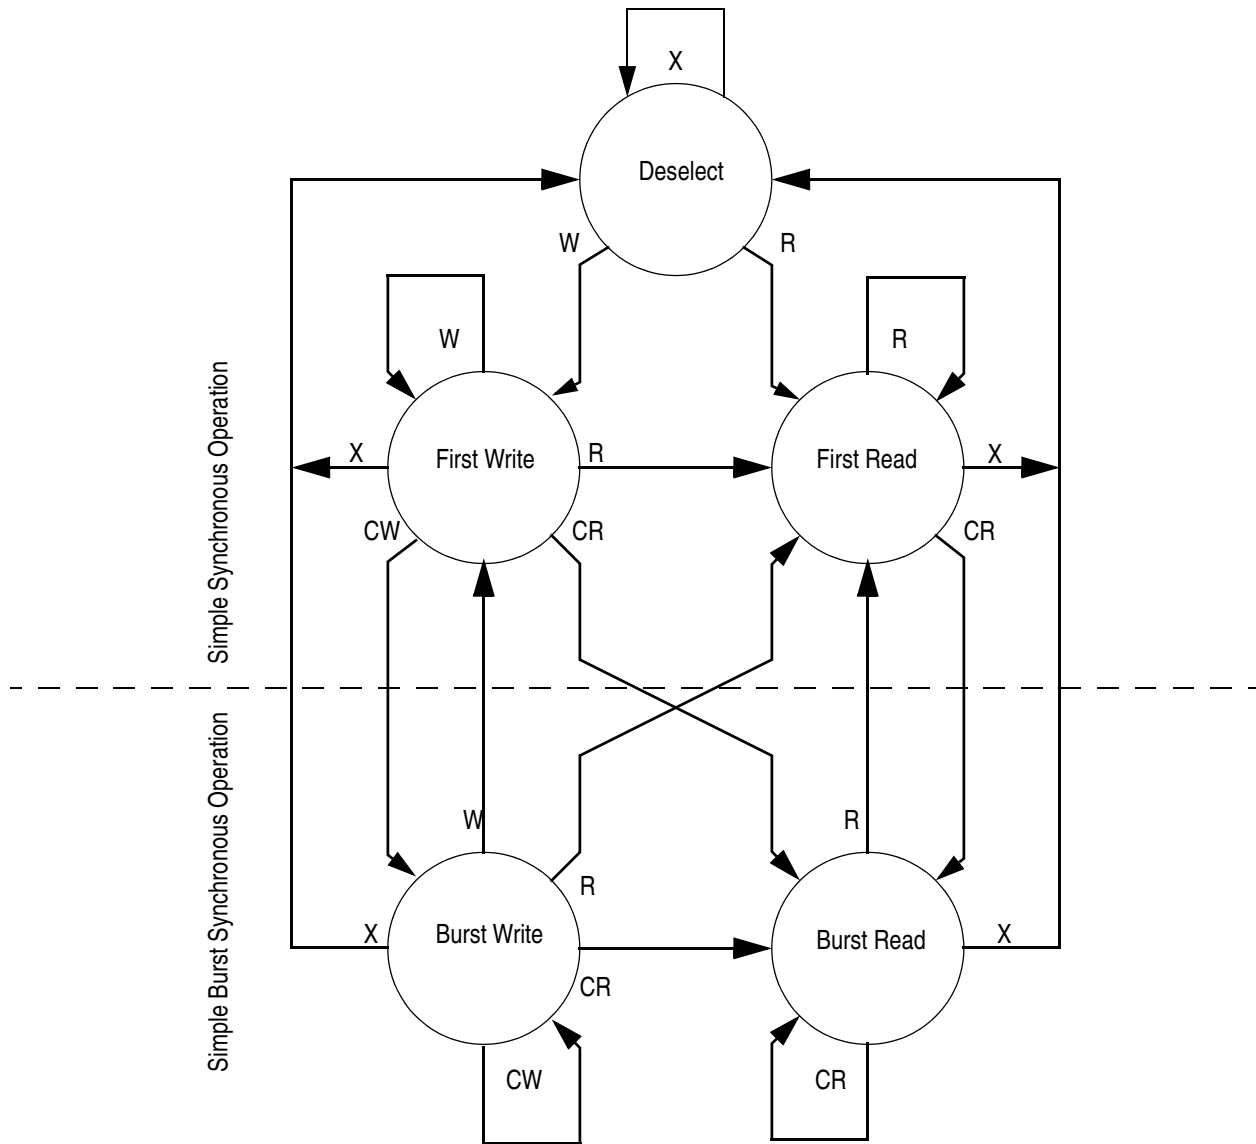 X
Deselect
W
R
W
R
Simple Synchronous Operation
X
First Write
R
First Read
X
CW
CR
CR
Simple Burst Synchronous Operation
W
R
R
X
Burst Write
Burst Read
X
CR
CW
CR